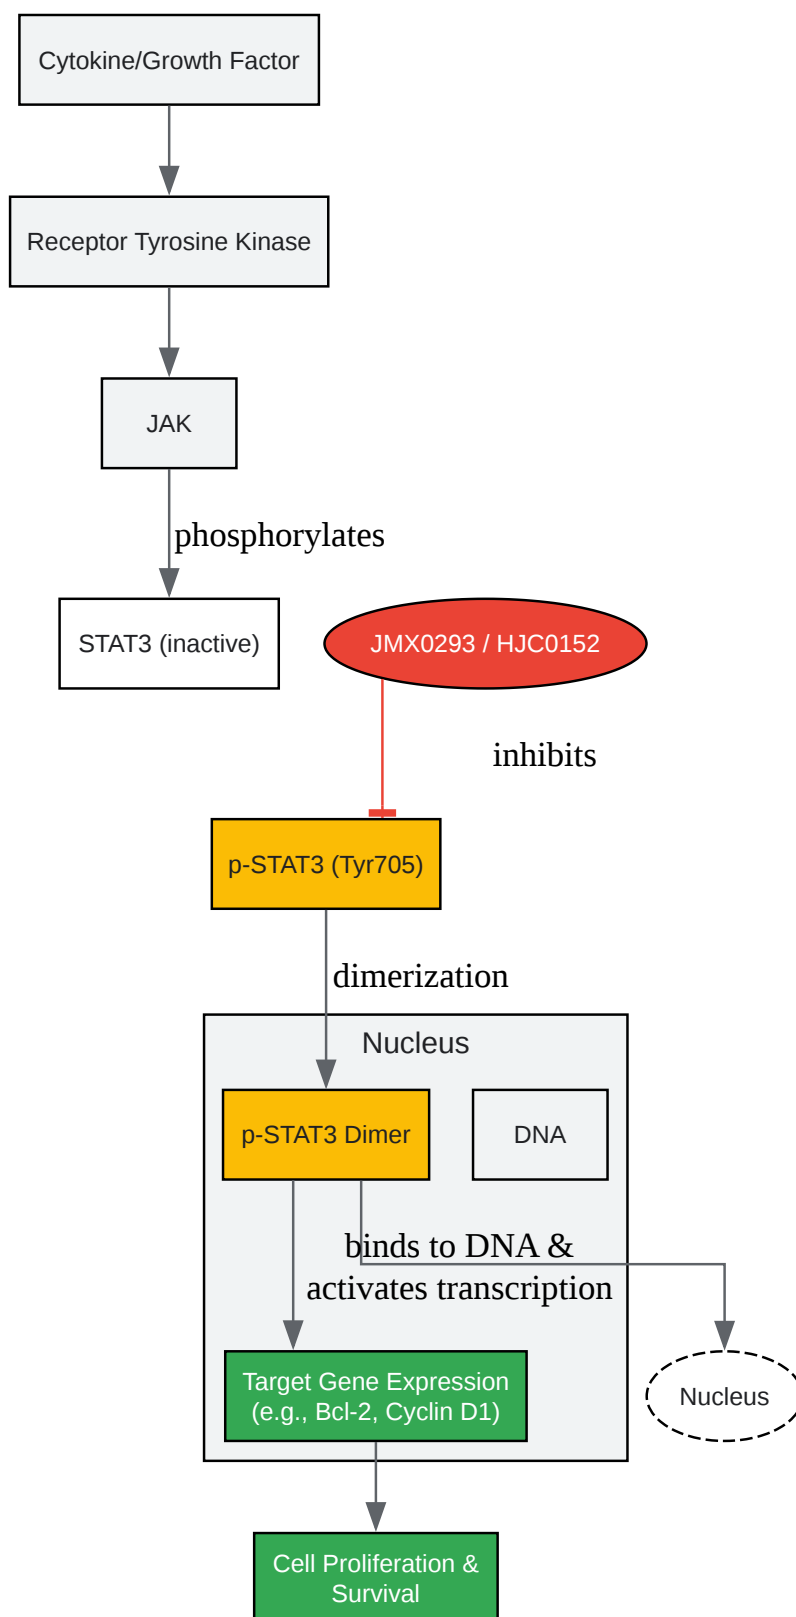 Cytokine/Growth Factor
Receptor Tyrosine Kinase
JAK
phosphorylates
STAT3 (inactive)
JMX0293 / HJC0152
inhibits
p-STAT3 (Tyr705)
dimerization
Nucleus
p-STAT3 Dimer
DNA
binds to DNA &
activates transcription
Target Gene Expression
(e.g., Bcl-2, Cyclin D1)
Nucleus
Cell Proliferation &
Survival